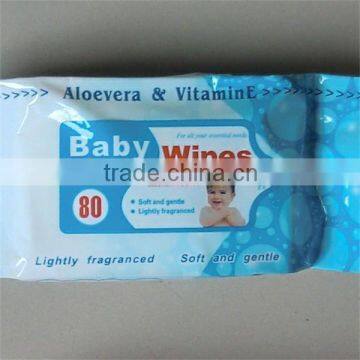 >>>>> Aloevera & VitaminE >>>>>
For all your essential needs
Baby Wipes
trade.china.cn
80
Soft and gentle
Lightly fragranced
Lightly fragranced Soft and gentle